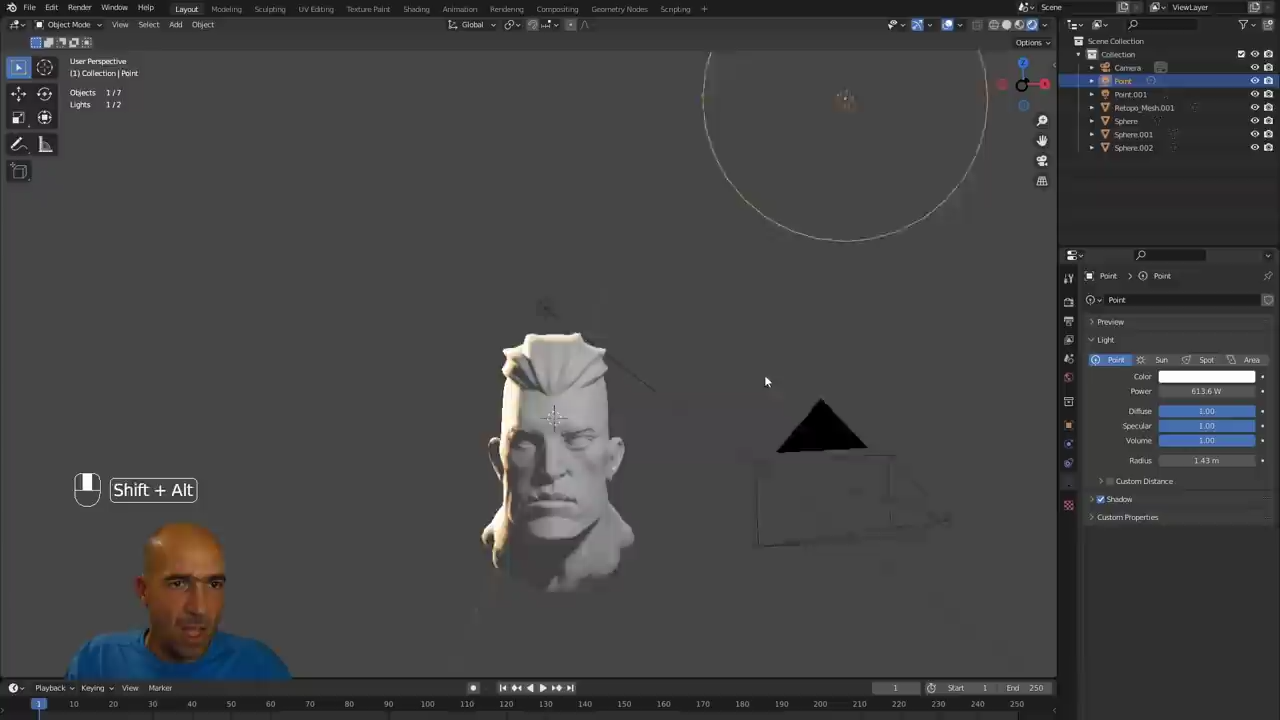 File Edit Render Window Help Layout Modeling Sculpting UV Editing Texture Paint Shading Animation Rendering Compositing Geometry Nodes Scripting + Scene ViewLayer
Object Mode View Select Add Object Global
Options
User Perspective
(1) Collection | Point
Objects 1/7
Lights 1/2
Z
Scene Collection
Collection
Camera
Point
Point.001
Retopo_Mesh.001
Sphere
Sphere.001
Sphere.002
Point Point
Point
Preview
Light
Point Sun Spot Area
Color
Power 613.6 W
Diffuse 1.00
Specular 1.00
Volume 1.00
Radius 1.43 m
Custom Distance
Shadow
Custom Properties
Shift + Alt
Playback Keying View Marker 1 Start 1 End 250
1 10 20 30 40 50 60 70 80 90 100 110 120 130 140 150 160 170 180 190 200 210 220 230 240 250